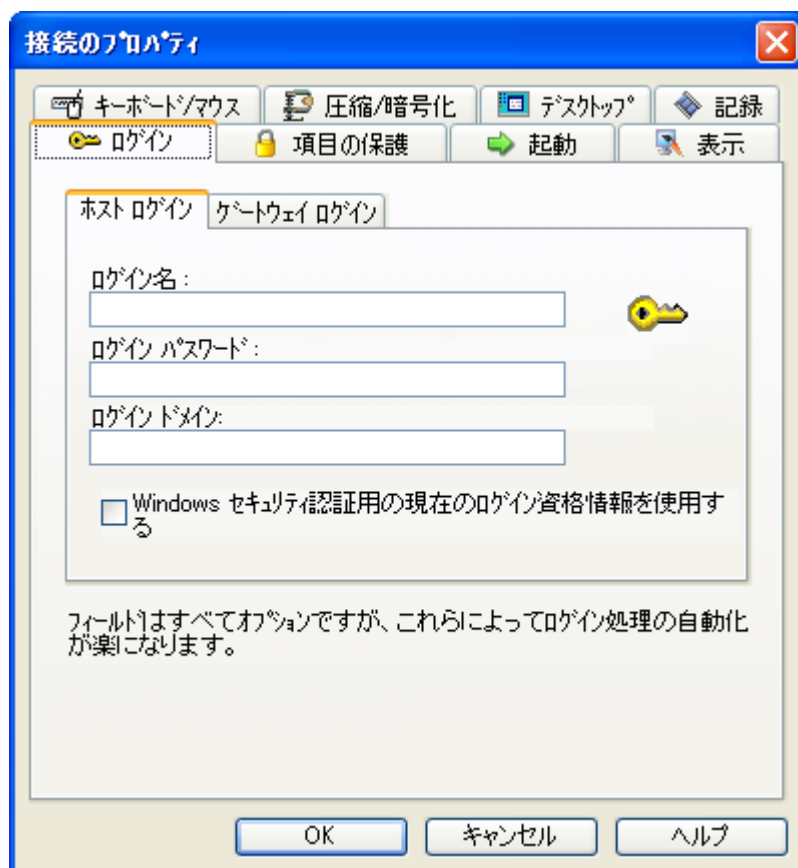 接続のプロパティ
キーボード/マウス
圧縮/暗号化
デスクトップ
記録
ログイン
項目の保護
起動
表示
ホスト ログイン
ゲートウェイ ログイン
ログイン名 :
ログイン パスワード :
ログイン ドメイン:
Windows セキュリティ認証用の現在のログイン資格情報を使用す
る
フィールドはすべてオプションですが、これらによってログイン処理の自動化
が楽になります。
OK
キャンセル
ヘルプ